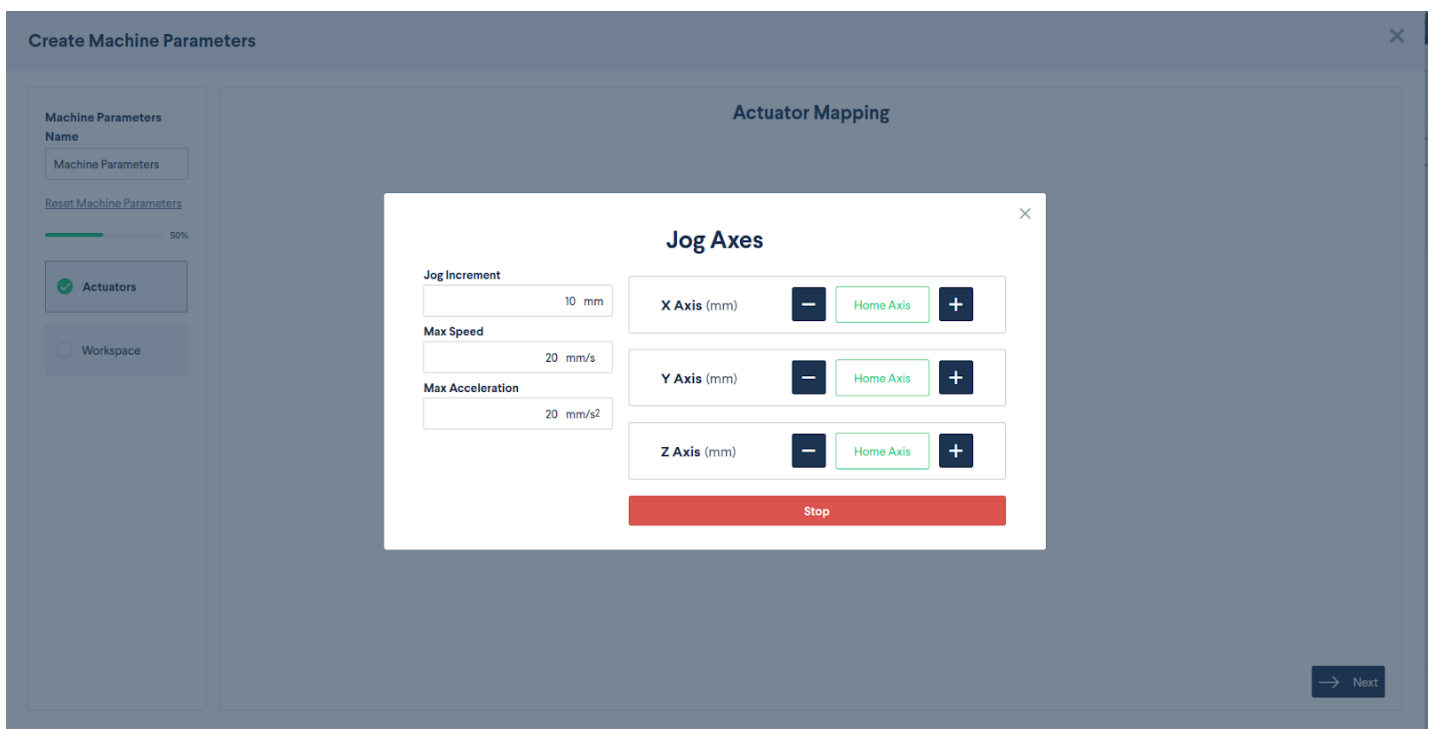 Create Machine Parameters
Machine Parameters
Name
Machine Parameters
Reset Machine Parameters
50%
Actuators
Workspace
Actuator Mapping
Jog Axes
Jog Increment
10 mm
Max Speed
20 mm/s
Max Acceleration
20 mm/s2
X Axis (mm)
Home Axis
Y Axis (mm)
Home Axis
Z Axis (mm)
Home Axis
Stop
Next